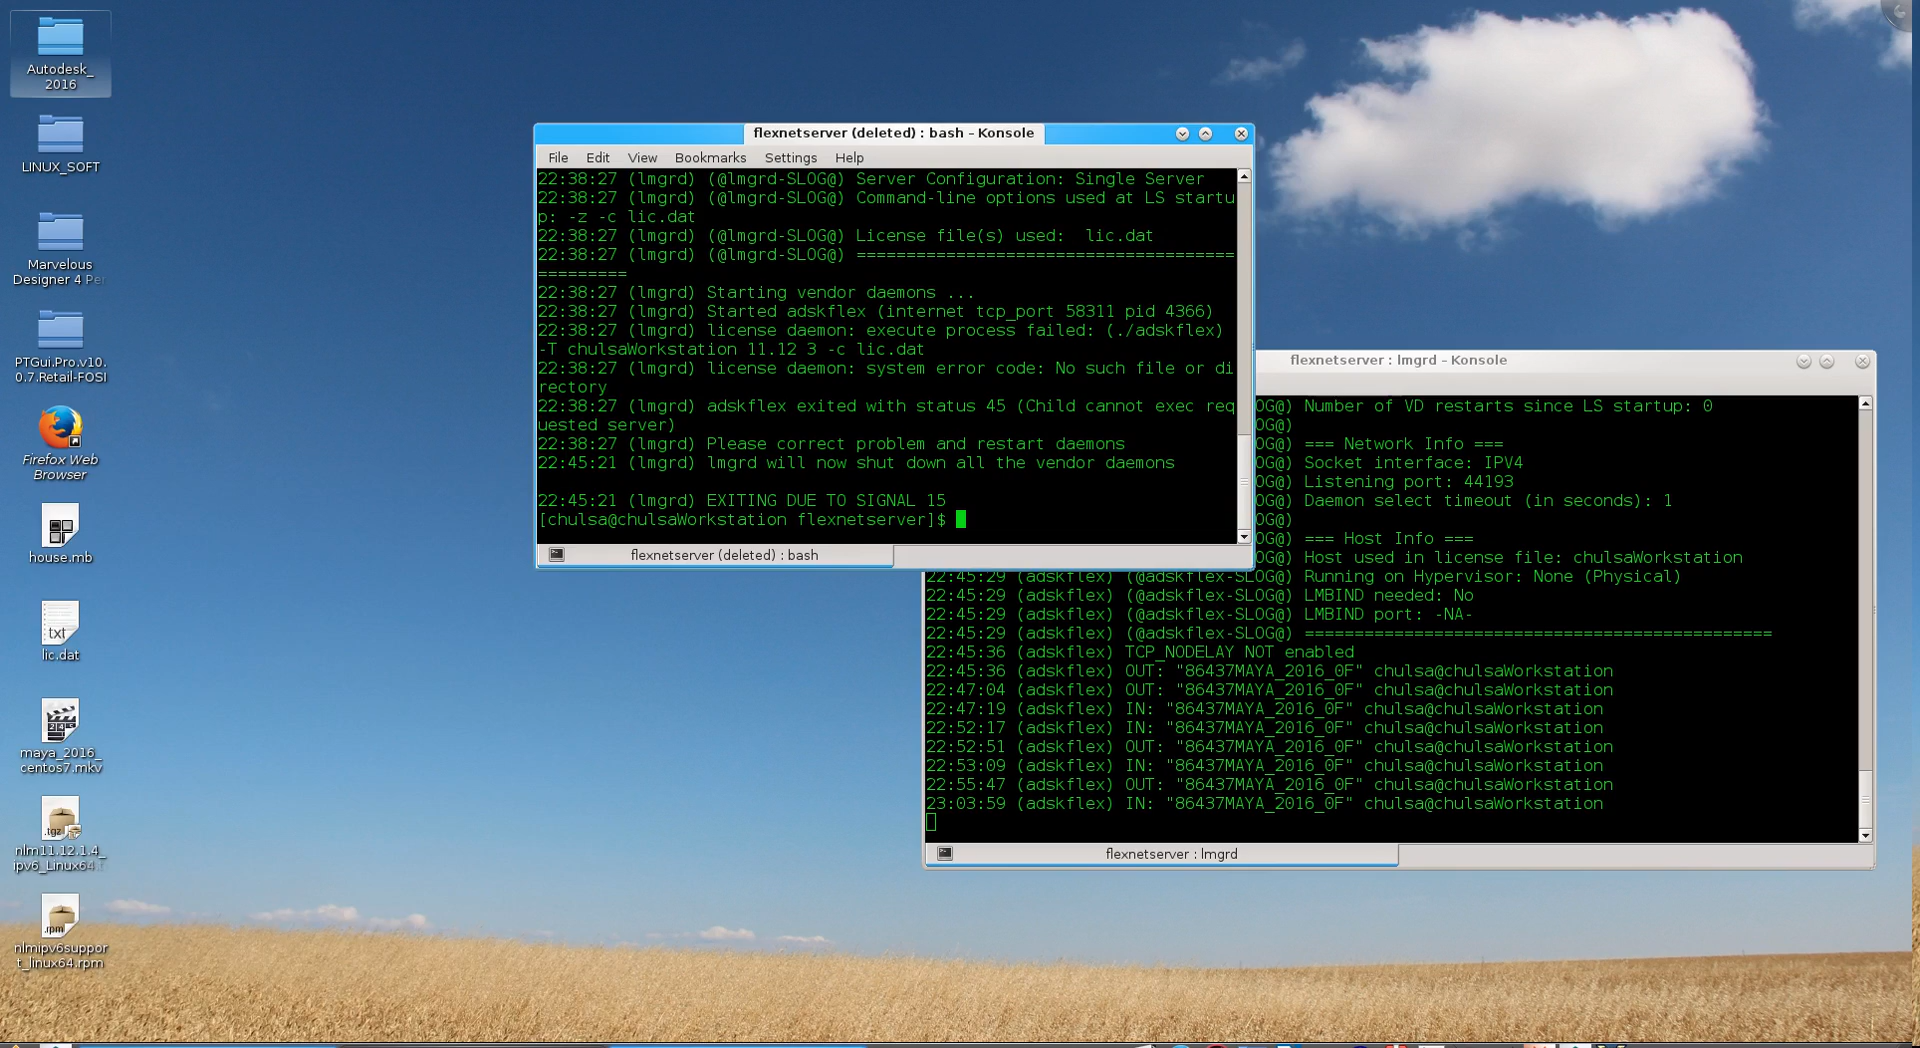 Autodesk_
2016
LINUX_SOFT
Marvelous
Designer 4 Per
PTGui.Pro.v10.
0.7.Retail-FOSI
Firefox Web
Browser
house.mb
txt
lic.dat
maya_2016_
centos7.mkv
.tgz
nlm11.12.1.4_
ipv6_Linux64.t
.rpm
nlmipv6suppor
t_linux64.rpm
flexnetserver (deleted) : bash – Konsole
File Edit View Bookmarks Settings Help
22:38:27 (lmgrd) (@lmgrd-SLOG@) Server Configuration: Single Server
22:38:27 (lmgrd) (@lmgrd-SLOG@) Command-line options used at LS startu
p: -z -c lic.dat
22:38:27 (lmgrd) (@lmgrd-SLOG@) License file(s) used:  lic.dat
22:38:27 (lmgrd) (@lmgrd-SLOG@) ======================================
=========
22:38:27 (lmgrd) Starting vendor daemons ...
22:38:27 (lmgrd) Started adskflex (internet tcp_port 58311 pid 4366)
22:38:27 (lmgrd) license daemon: execute process failed: (./adskflex)
-T chulsaWorkstation 11.12 3 -c lic.dat
22:38:27 (lmgrd) license daemon: system error code: No such file or di
rectory
22:38:27 (lmgrd) adskflex exited with status 45 (Child cannot exec req
uested server)
22:38:27 (lmgrd) Please correct problem and restart daemons
22:45:21 (lmgrd) lmgrd will now shut down all the vendor daemons
22:45:21 (lmgrd) EXITING DUE TO SIGNAL 15
[chulsa@chulsaWorkstation flexnetserver]$
flexnetserver (deleted) : bash
flexnetserver : lmgrd – Konsole
OG@) Number of VD restarts since LS startup: 0
OG@)
OG@) === Network Info ===
OG@) Socket interface: IPV4
OG@) Listening port: 44193
OG@) Daemon select timeout (in seconds): 1
OG@)
OG@) === Host Info ===
OG@) Host used in license file: chulsaWorkstation
22:45:29 (adskflex) (@adskflex-SLOG@) Running on Hypervisor: None (Physical)
22:45:29 (adskflex) (@adskflex-SLOG@) LMBIND needed: No
22:45:29 (adskflex) (@adskflex-SLOG@) LMBIND port: -NA-
22:45:29 (adskflex) (@adskflex-SLOG@) ===============================================
22:45:36 (adskflex) TCP_NODELAY NOT enabled
22:45:36 (adskflex) OUT: "86437MAYA_2016_0F" chulsa@chulsaWorkstation
22:47:04 (adskflex) OUT: "86437MAYA_2016_0F" chulsa@chulsaWorkstation
22:47:19 (adskflex) IN: "86437MAYA_2016_0F" chulsa@chulsaWorkstation
22:52:17 (adskflex) IN: "86437MAYA_2016_0F" chulsa@chulsaWorkstation
22:52:51 (adskflex) OUT: "86437MAYA_2016_0F" chulsa@chulsaWorkstation
22:53:09 (adskflex) IN: "86437MAYA_2016_0F" chulsa@chulsaWorkstation
22:55:47 (adskflex) OUT: "86437MAYA_2016_0F" chulsa@chulsaWorkstation
23:03:59 (adskflex) IN: "86437MAYA_2016_0F" chulsa@chulsaWorkstation
flexnetserver : lmgrd